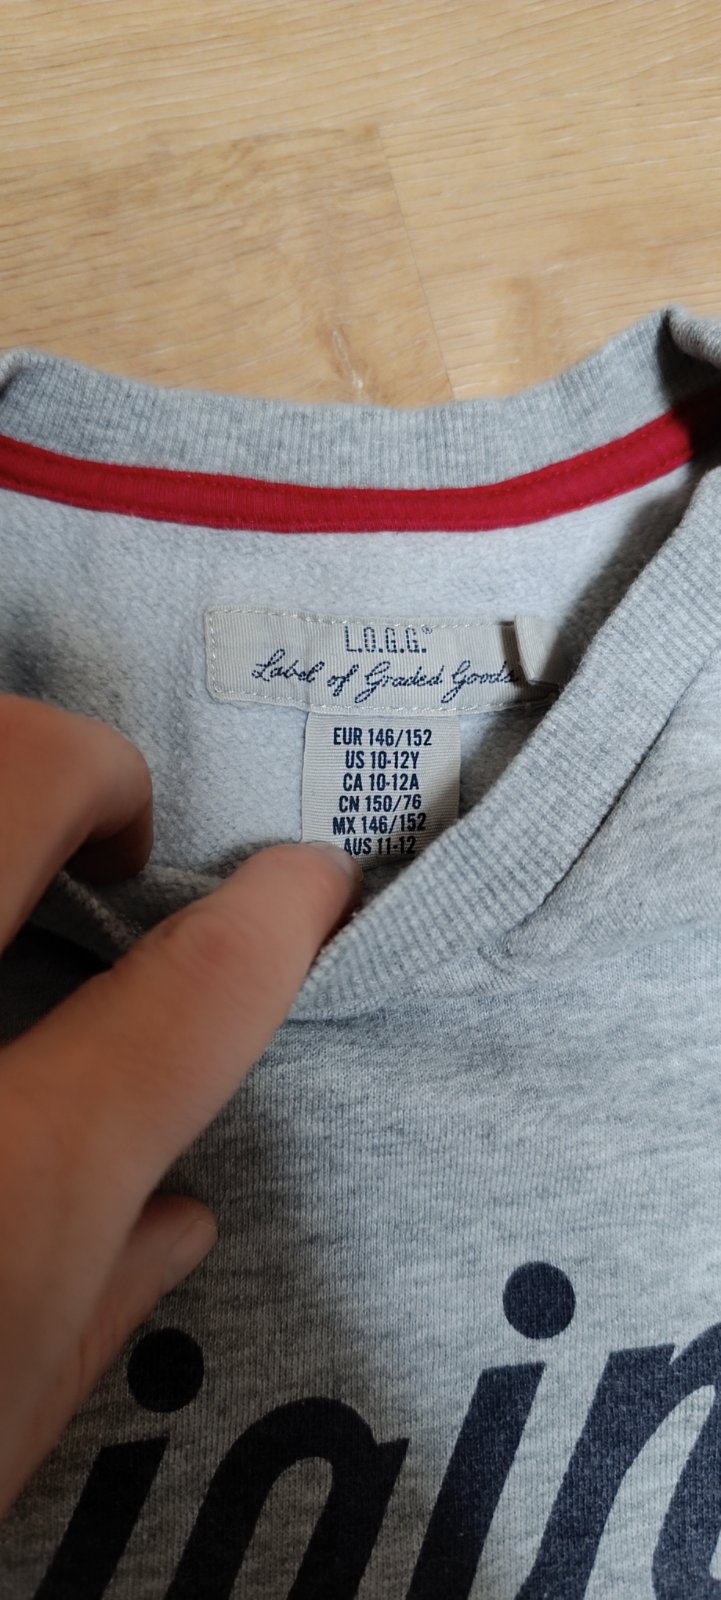 L.O.G.G.®
Label of Graded Goods
EUR 146/152
US 10-12Y
CA 10-12A
CN 150/76
MX 146/152
AUS 11-12